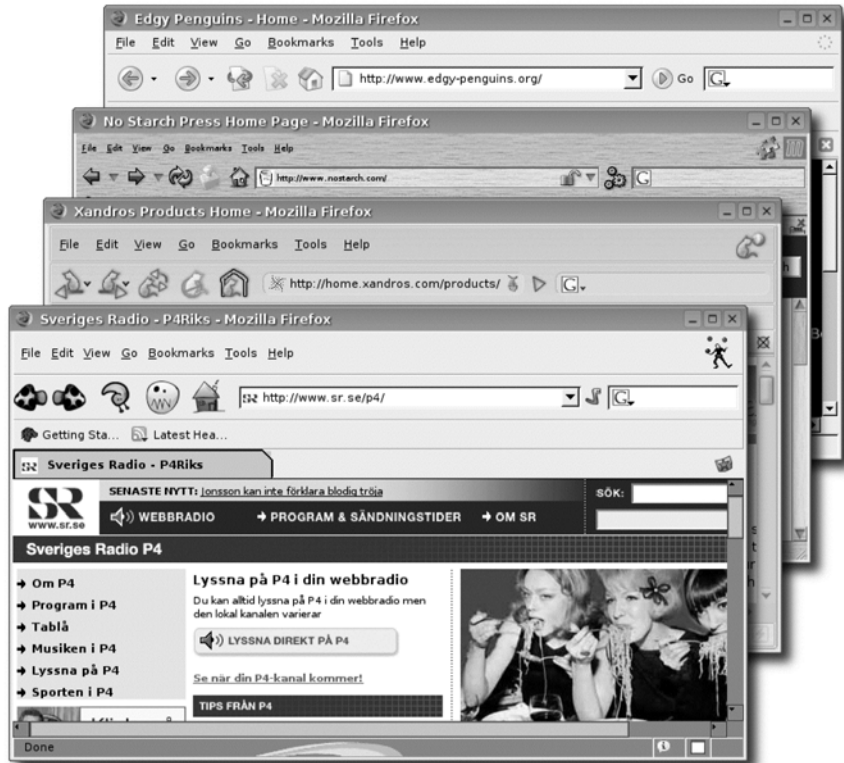 Edgy Penguins - Home - Mozilla Firefox
File Edit View Go Bookmarks Tools Help
http://www.edgy-penguins.org/ Go G
No Starch Press Home Page - Mozilla Firefox
File Edit View Go Bookmarks Tools Help
http://www.nostarch.com/ G
Xandros Products Home - Mozilla Firefox
File Edit View Go Bookmarks Tools Help
http://home.xandros.com/products/ G
Sveriges Radio - P4Riks - Mozilla Firefox
File Edit View Go Bookmarks Tools Help
SR http://www.sr.se/p4/ G
Getting Sta... Latest Hea...
SR Sveriges Radio - P4Riks
SR
www.sr.se
SENASTE NYTT: Jonsson kan inte förklara blodig tröja
SÖK:
WEBBRADIO PROGRAM & SÄNDNINGSTIDER OM SR
Sveriges Radio P4
Om P4
Program i P4
Tablå
Musiken i P4
Lyssna på P4
Sporten i P4
Lyssna på P4 i din webbradio
Du kan alltid lyssna på P4 i din webbradio men
den lokal kanalen varierar
LYSSNA DIREKT PÅ P4
Se när din P4-kanal kommer!
TIPS FRÅN P4
Done